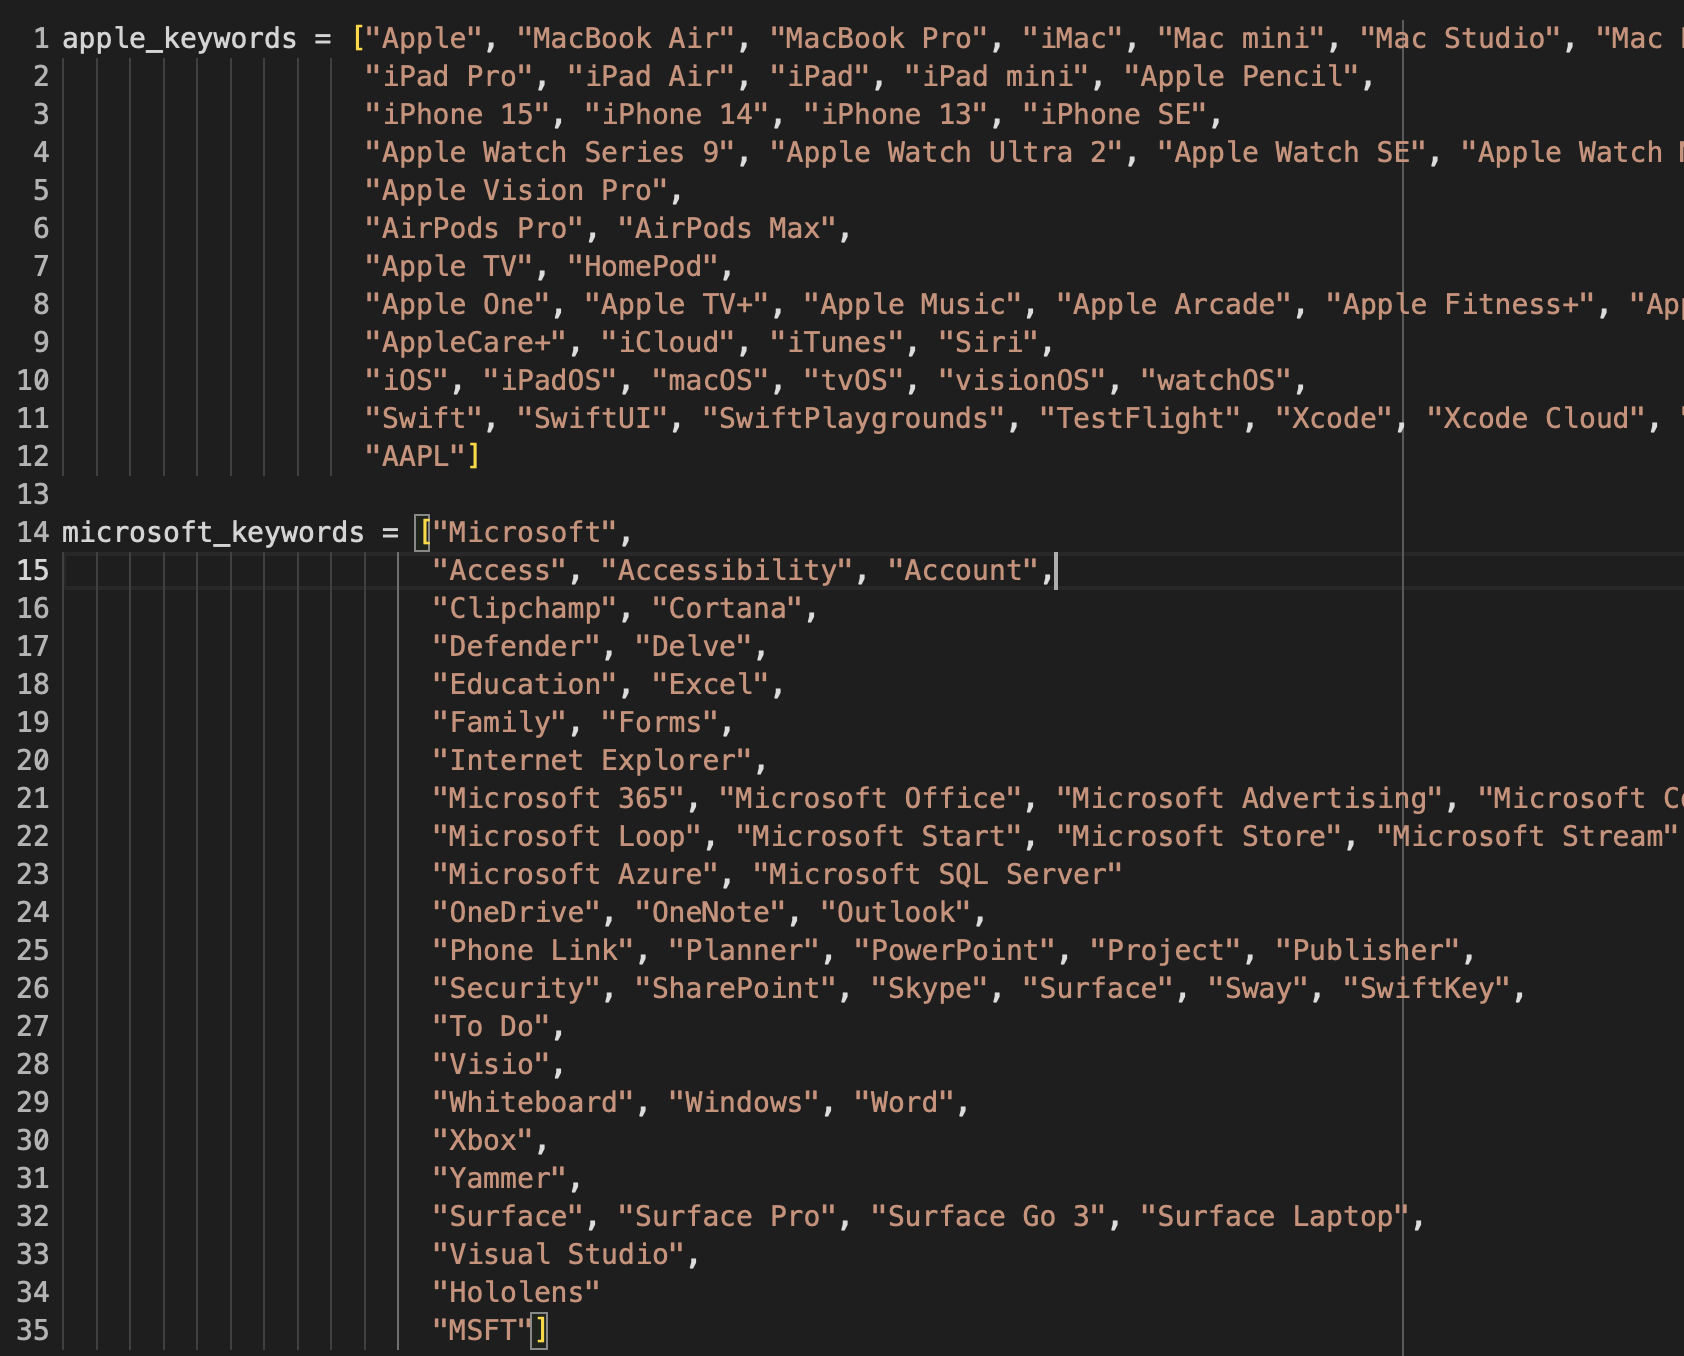 1 apple_keywords = ["Apple", "MacBook Air", "MacBook Pro", "iMac", "Mac mini", "Mac Studio", "Mac
2 "iPad Pro", "iPad Air", "iPad", "iPad mini", "Apple Pencil",
3 "iPhone 15", "iPhone 14", "iPhone 13", "iPhone SE",
4 "Apple Watch Series 9", "Apple Watch Ultra 2", "Apple Watch SE", "Apple Watch
5 "Apple Vision Pro",
6 "AirPods Pro", "AirPods Max",
7 "Apple TV", "HomePod",
8 "Apple One", "Apple TV+", "Apple Music", "Apple Arcade", "Apple Fitness+",
9 "AppleCare+", "iCloud", "iTunes", "Siri",
10 "iOS", "iPadOS", "macOS", "tvOS", "visionOS", "watchOS",
11 "Swift", "SwiftUI", "SwiftPlaygrounds", "TestFlight", "Xcode", "Xcode Cloud",
12 "AAPL"]
13
14 microsoft_keywords = ["Microsoft",
15 "Access", "Accessibility", "Account",
16 "Clipchamp", "Cortana",
17 "Defender", "Delve",
18 "Education", "Excel",
19 "Family", "Forms",
20 "Internet Explorer",
21 "Microsoft 365", "Microsoft Office", "Microsoft Advertising", "Microsoft
22 "Microsoft Loop", "Microsoft Start", "Microsoft Store", "Microsoft Stream"
23 "Microsoft Azure", "Microsoft SQL Server"
24 "OneDrive", "OneNote", "Outlook",
25 "Phone Link", "Planner", "PowerPoint", "Project", "Publisher",
26 "Security", "SharePoint", "Skype", "Surface", "Sway", "SwiftKey",
27 "To Do",
28 "Visio",
29 "Whiteboard", "Windows", "Word",
30 "Xbox",
31 "Yammer",
32 "Surface", "Surface Pro", "Surface Go 3", "Surface Laptop",
33 "Visual Studio",
34 "Hololens"
35 "MSFT"]